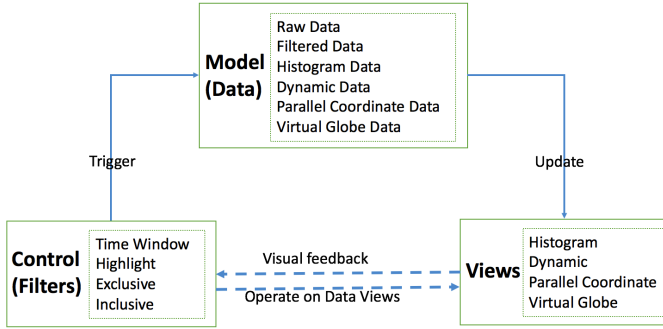 Model
(Data)
Raw Data
Filtered Data
Histogram Data
Dynamic Data
Parallel Coordinate Data
Virtual Globe Data
Trigger
Update
Control
(Filters)
Time Window
Highlight
Exclusive
Inclusive
Visual feedback
Operate on Data Views
Views
Histogram
Dynamic
Parallel Coordinate
Virtual Globe